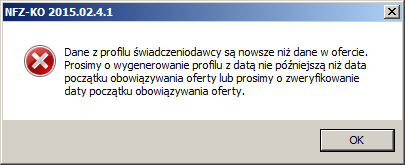 NFZ-KO 2015.02.4.1
Dane z profilu świadczeniodawcy są nowsze niż dane w ofercie.
Prosimy o wygenerowanie profilu z datą nie późniejszą niż data
początku obowiązywania oferty lub prosimy o zweryfikowanie
daty początku obowiązywania oferty.
OK